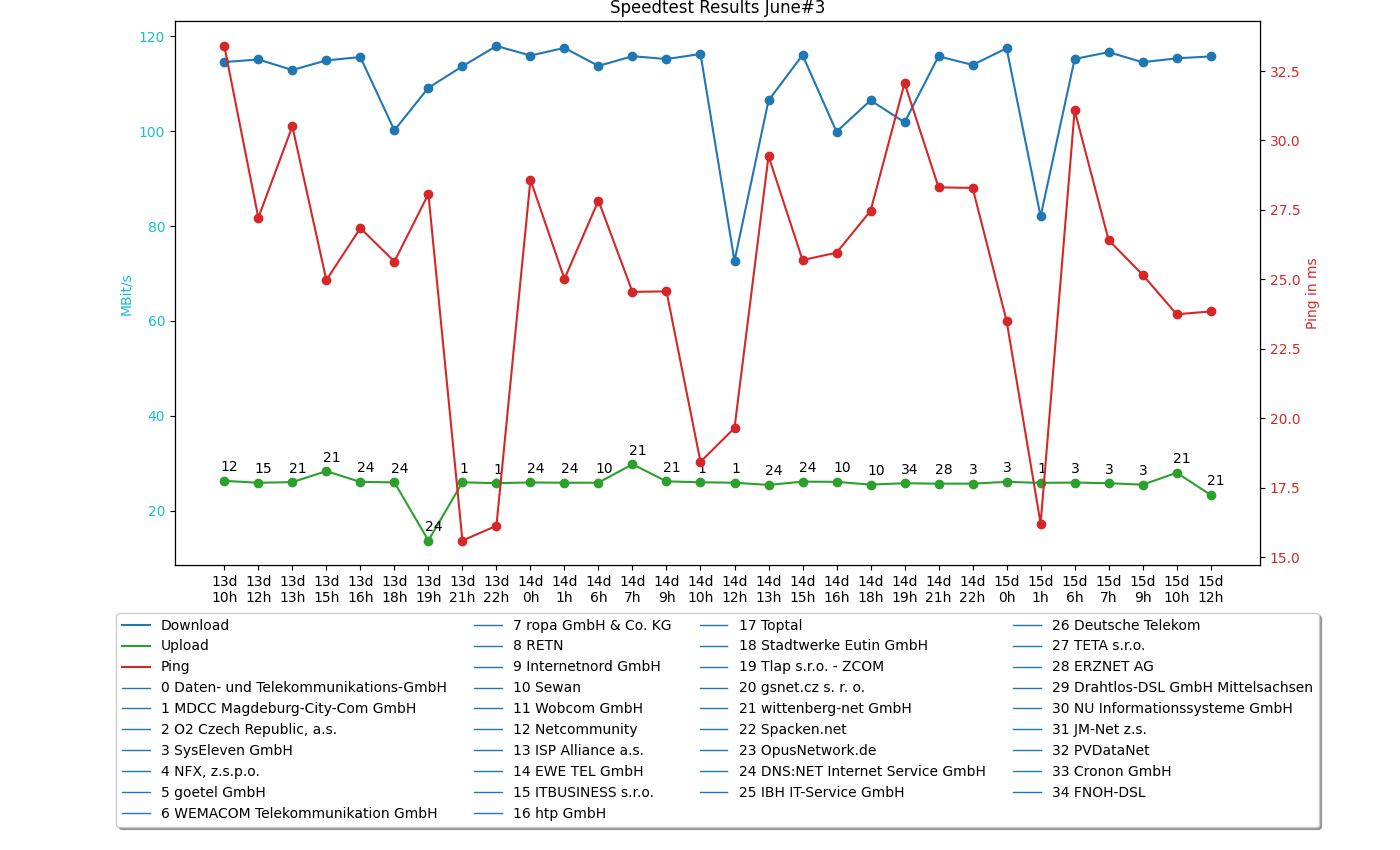 Speedtest Results June#3
120
100
80
60
40
20
MBit/s
32.5
30.0
27.5
25.0
22.5
20.0
17.5
15.0
Ping in ms
12 15 21 21 24 24 24 1 1 24 24 10 21 21 1 1 24 24 10 10 34 28 3 3 1 3 3 3 21 21
13d 13d 13d 13d 13d 13d 13d 13d 13d 14d 14d 14d 14d 14d 14d 14d 14d 14d 14d 14d 14d 14d 14d 15d 15d 15d 15d 15d 15d 15d
10h 12h 13h 15h 16h 18h 19h 21h 22h 0h 1h 6h 7h 9h 10h 12h 13h 15h 16h 18h 19h 21h 22h 0h 1h 6h 7h 9h 10h 12h
Download
Upload
Ping
0 Daten- und Telekommunikations-GmbH
1 MDCC Magdeburg-City-Com GmbH
2 O2 Czech Republic, a.s.
3 SysEleven GmbH
4 NFX, z.s.p.o.
5 goetel GmbH
6 WEMACOM Telekommunikation GmbH
7 ropa GmbH & Co. KG
8 RETN
9 Internetnord GmbH
10 Sewan
11 Wobcom GmbH
12 Netcommunity
13 ISP Alliance a.s.
14 EWE TEL GmbH
15 ITBUSINESS s.r.o.
16 htp GmbH
17 Toptal
18 Stadtwerke Eutin GmbH
19 Tlap s.r.o. - ZCOM
20 gsnet.cz s. r. o.
21 wittenberg-net GmbH
22 Spacken.net
23 OpusNetwork.de
24 DNS:NET Internet Service GmbH
25 IBH IT-Service GmbH
26 Deutsche Telekom
27 TETA s.r.o.
28 ERZNET AG
29 Drahtlos-DSL GmbH Mittelsachsen
30 NU Informationssysteme GmbH
31 JM-Net z.s.
32 PVDataNet
33 Cronon GmbH
34 FNOH-DSL